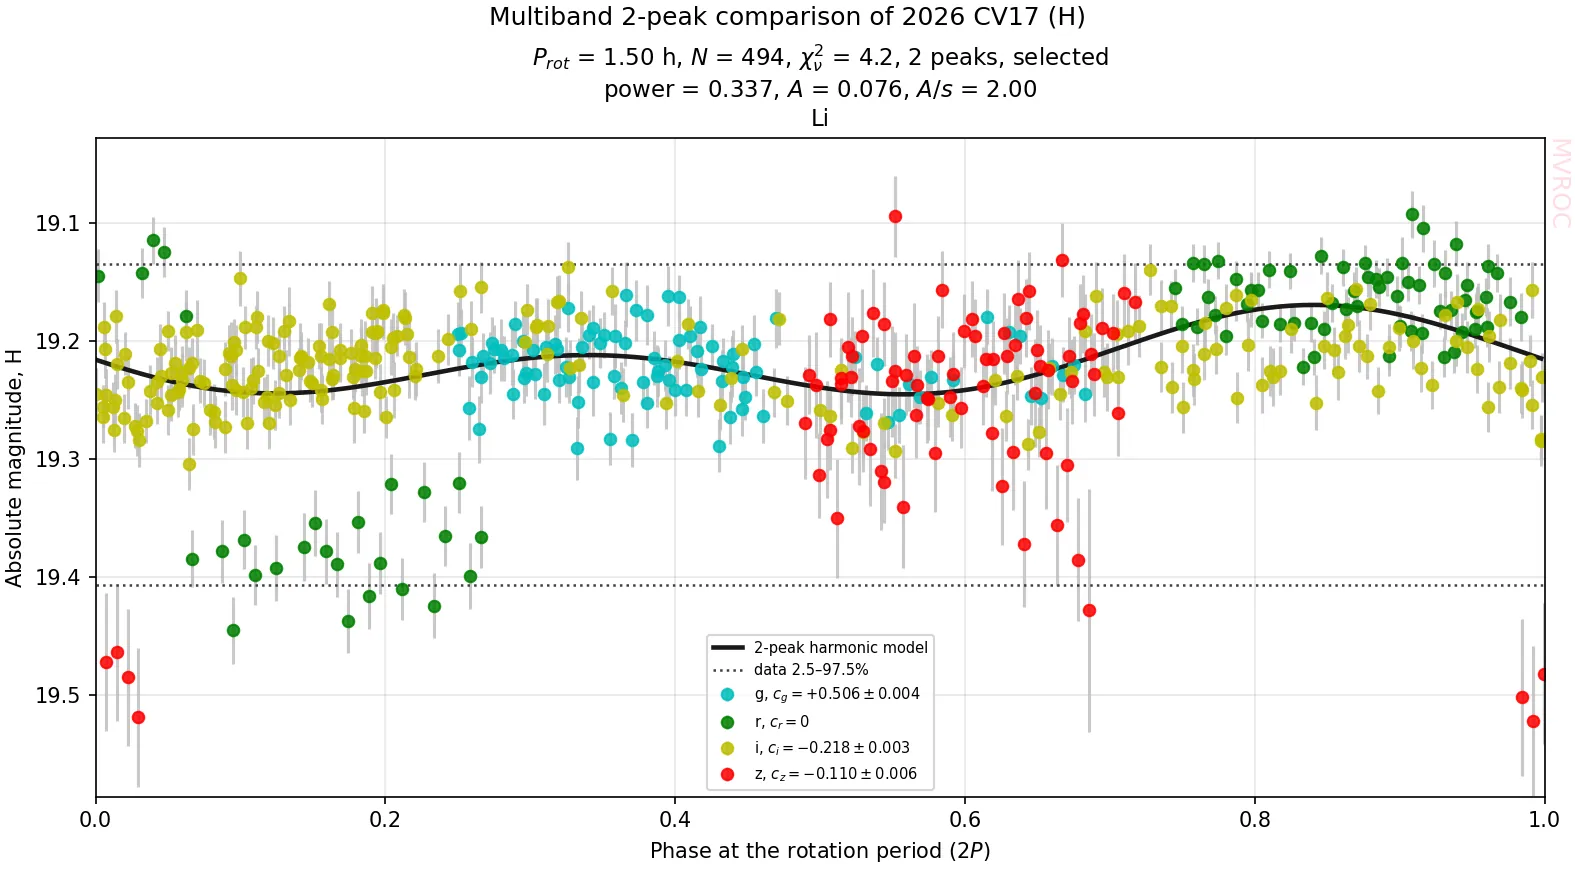 Multiband 2-peak comparison of 2026 CV17 (H)
P_rot = 1.50 h, N = 494, χ²_ν = 4.2, 2 peaks, selected
power = 0.337, A = 0.076, A/s = 2.00
Li
MVROC
Absolute magnitude, H
19.1
19.2
19.3
19.4
19.5
2-peak harmonic model
data 2.5–97.5%
g, c_g = +0.506 ± 0.004
r, c_r = 0
i, c_i = −0.218 ± 0.003
z, c_z = −0.110 ± 0.006
0.0 0.2 0.4 0.6 0.8 1.0
Phase at the rotation period (2P)